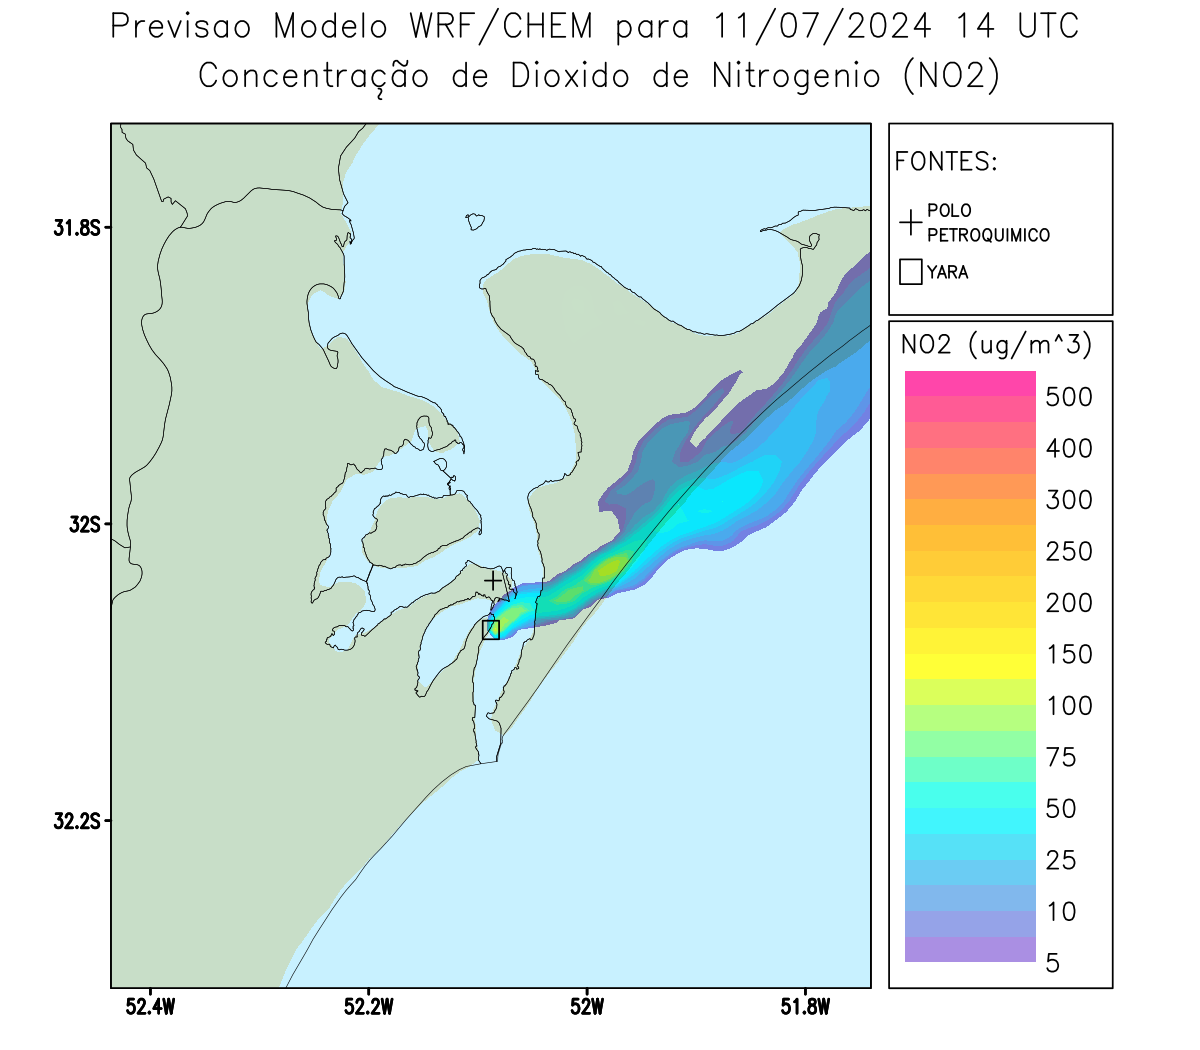 Previsao Modelo WRF/CHEM para 11/07/2024 14 UTC
Concentração de Dioxido de Nitrogenio (NO2)
FONTES:
POLO
PETROQUIMICO
YARA
31.8S
32S
32.2S
52.4W
52.2W
52W
51.8W
NO2 (ug/m^3)
500
400
300
250
200
150
100
75
50
25
10
5